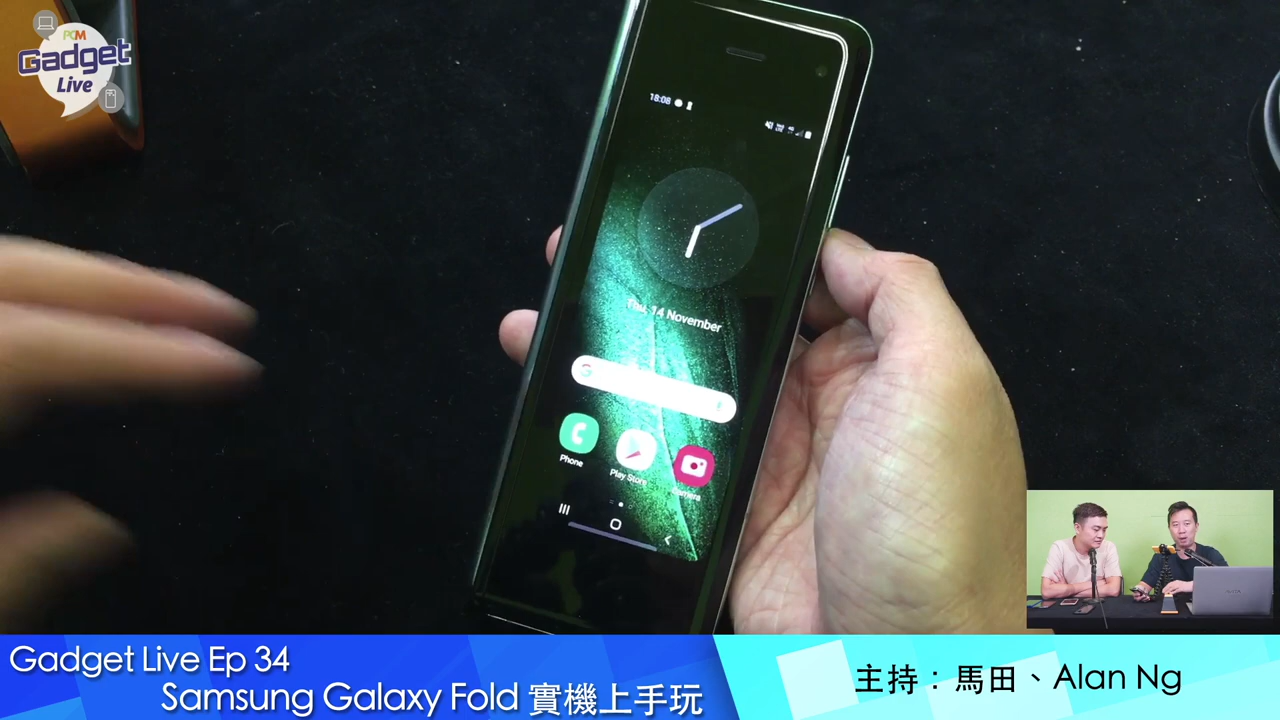 PCM
Gadget
Live
18:08
Thu, 14 November
Phone
Play Store
Camera
Gadget Live Ep 34
Samsung Galaxy Fold 實機上手玩
主持：馬田、Alan Ng